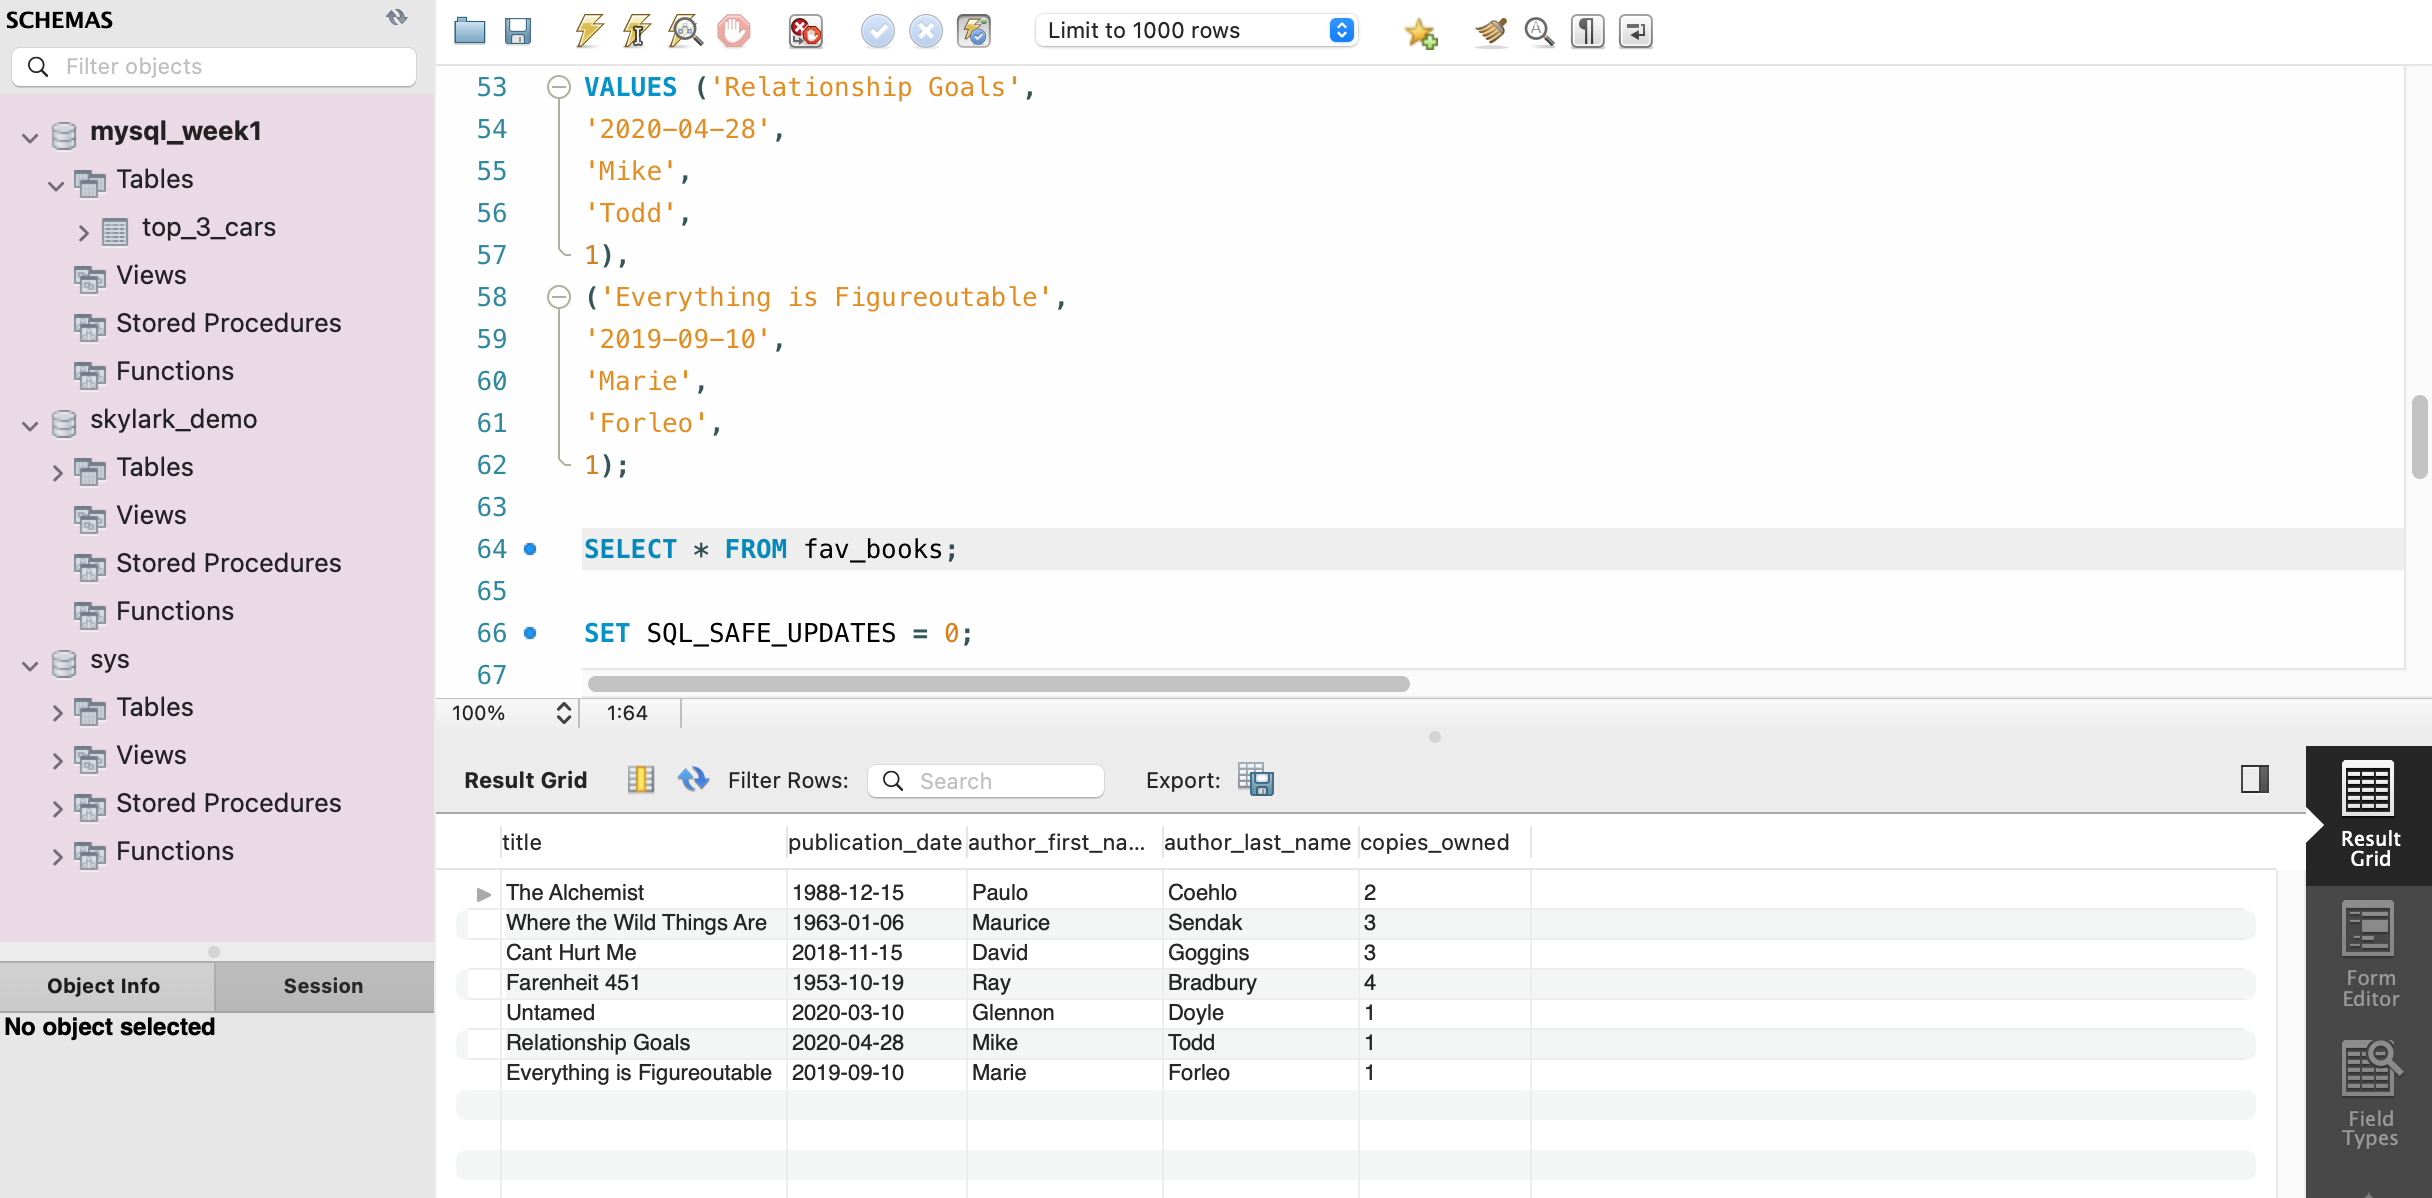 SCHEMAS
Filter objects
mysql_week1
Tables
top_3_cars
Views
Stored Procedures
Functions
skylark_demo
Tables
Views
Stored Procedures
Functions
sys
Tables
Views
Stored Procedures
Functions
Object Info Session
No object selected
Limit to 1000 rows
53 VALUES ('Relationship Goals',
54 '2020-04-28',
55 'Mike',
56 'Todd',
57 1),
58 ('Everything is Figureoutable',
59 '2019-09-10',
60 'Marie',
61 'Forleo',
62 1);
63
64 SELECT * FROM fav_books;
65
66 SET SQL_SAFE_UPDATES = 0;
67
100% 1:64
Result Grid Filter Rows: Search Export:
title publication_date author_first_na... author_last_name copies_owned
The Alchemist 1988-12-15 Paulo Coehlo 2
Where the Wild Things Are 1963-01-06 Maurice Sendak 3
Cant Hurt Me 2018-11-15 David Goggins 3
Farenheit 451 1953-10-19 Ray Bradbury 4
Untamed 2020-03-10 Glennon Doyle 1
Relationship Goals 2020-04-28 Mike Todd 1
Everything is Figureoutable 2019-09-10 Marie Forleo 1
Result
Grid
Form
Editor
Field
Types